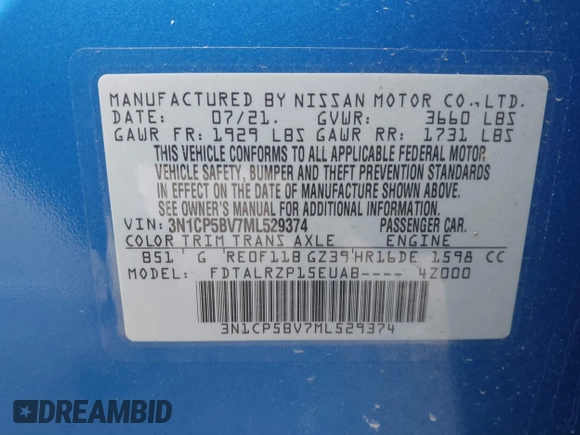 MANUFACTURED BY NISSAN MOTOR CO., LTD.
DATE: 07/21. GVWR: 3660 LBS
GAWR FR: 1929 LBS GAWR RR: 1731 LBS
THIS VEHICLE CONFORMS TO ALL APPLICABLE FEDERAL MOTOR
VEHICLE SAFETY, BUMPER AND THEFT PREVENTION STANDARDS
IN EFFECT ON THE DATE OF MANUFACTURE SHOWN ABOVE.
SEE OWNER'S MANUAL FOR ADDITIONAL INFORMATION.
VIN: 3N1CP5BV7ML529374 PASSENGER CAR.
COLOR TRIM TRANS AXLE ENGINE
B51 G RE0F11B GZ39 HR16DE 1598 CC
MODEL: FDTALRZP15EUAB---- 4Z000
3N1CP5BV7ML529374
DREAMBID